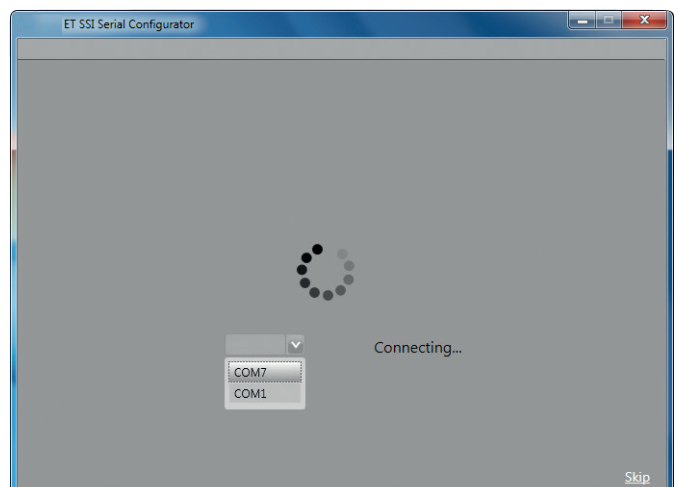 ET SSI Serial Configurator
Connecting...
COM7
COM1
Skip